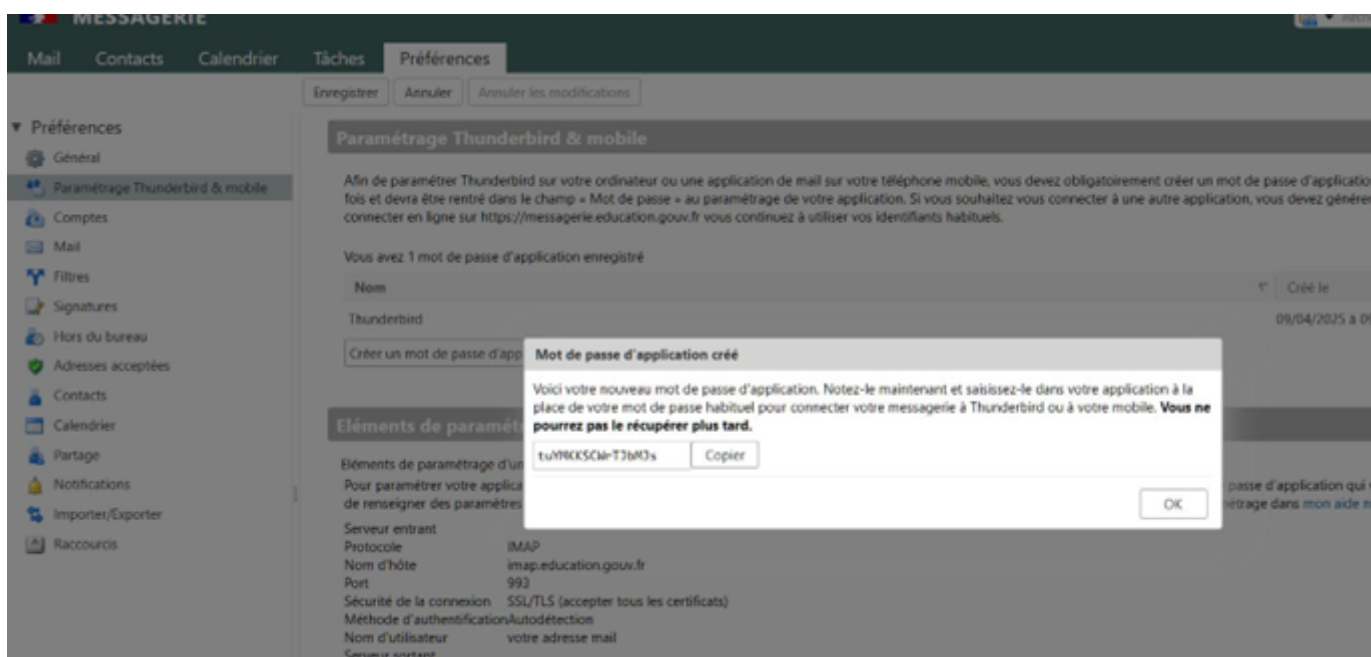 MESSAGERIE
Mail Contacts Calendrier Tâches Préférences
Enregistrer Annuler Annuler les modifications
Préférences
Général
Paramétrage Thunderbird & mobile
Comptes
Mail
Filtres
Signatures
Hors du bureau
Adresses acceptées
Contacts
Calendrier
Partage
Notifications
Importer/Exporter
Raccourcis
Paramétrage Thunderbird & mobile
Afin de paramétrer Thunderbird sur votre ordinateur ou une application de mail sur votre téléphone mobile, vous devez obligatoirement créer un mot de passe d'applicatio
fois et devra être rentré dans le champ « Mot de passe » au paramétrage de votre application. Si vous souhaitez vous connecter à une autre application, vous devez générer
connecter en ligne sur https://messagerie.education.gouv.fr vous continuez à utiliser vos identifiants habituels.
Vous avez 1 mot de passe d'application enregistré
Nom Créé le
Thunderbird 09/04/2025 à 09
Créer un mot de passe d'app
Mot de passe d'application créé
Voici votre nouveau mot de passe d'application. Notez-le maintenant et saisissez-le dans votre application à la
place de votre mot de passe habituel pour connecter votre messagerie à Thunderbird ou à votre mobile. Vous ne
pourrez pas le récupérer plus tard.
Copier
OK
Eléments de paramét
Eléments de paramétrage d'un
Pour paramétrer votre applica passe d'application qui v
de renseigner des paramètres étrage dans mon aide n
Serveur entrant
Protocole IMAP
Nom d'hôte imap.education.gouv.fr
Port 993
Sécurité de la connexion SSL/TLS (accepter tous les certificats)
Méthode d'authentification Autodétection
Nom d'utilisateur votre adresse mail
Serveur sortant